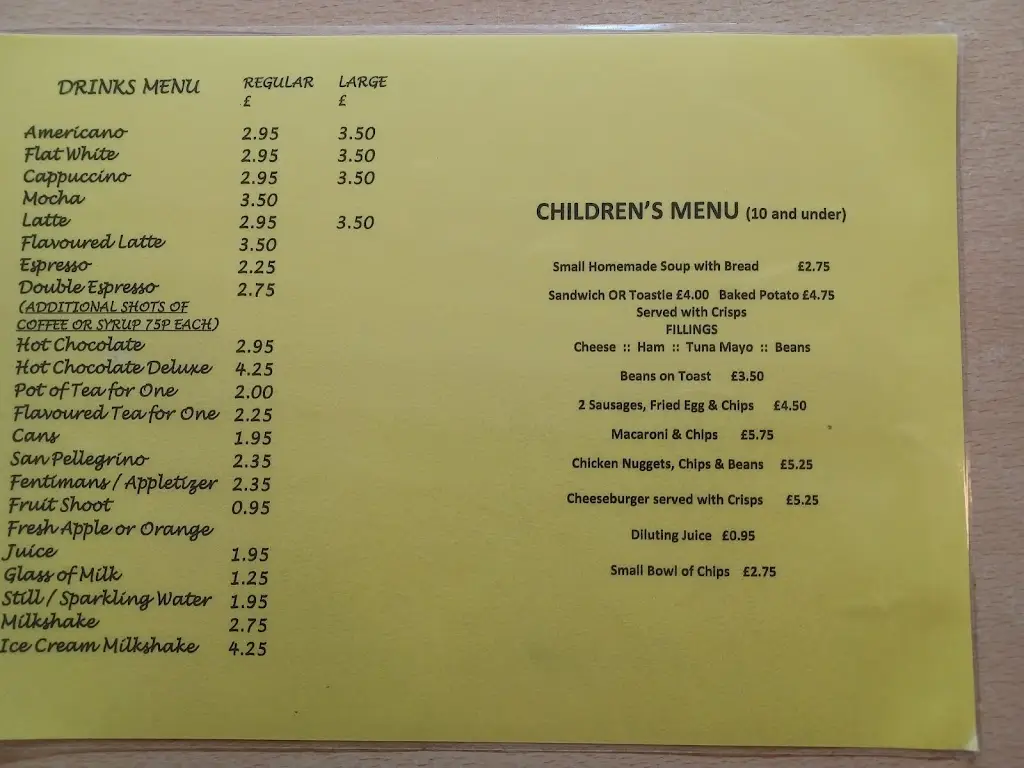 DRINKS MENU REGULAR LARGE
£ £
Americano 2.95 3.50
Flat White 2.95 3.50
Cappuccino 2.95 3.50
Mocha 3.50
Latte 2.95 3.50
Flavoured Latte 3.50
Espresso 2.25
Double Espresso 2.75
(ADDITIONAL SHOTS OF
COFFEE OR SYRUP 75P EACH)
Hot Chocolate 2.95
Hot Chocolate Deluxe 4.25
Pot of Tea for One 2.00
Flavoured Tea for One 2.25
Cans 1.95
San Pellegrino 2.35
Fentimans / Appletizer 2.35
Fruit Shoot 0.95
Fresh Apple or Orange
Juice 1.95
Glass of Milk 1.25
Still / Sparkling Water 1.95
Milkshake 2.75
Ice Cream Milkshake 4.25
CHILDREN'S MENU (10 and under)
Small Homemade Soup with Bread £2.75
Sandwich OR Toastie £4.00 Baked Potato £4.75
Served with Crisps
FILLINGS
Cheese :: Ham :: Tuna Mayo :: Beans
Beans on Toast £3.50
2 Sausages, Fried Egg & Chips £4.50
Macaroni & Chips £5.75
Chicken Nuggets, Chips & Beans £5.25
Cheeseburger served with Crisps £5.25
Diluting Juice £0.95
Small Bowl of Chips £2.75